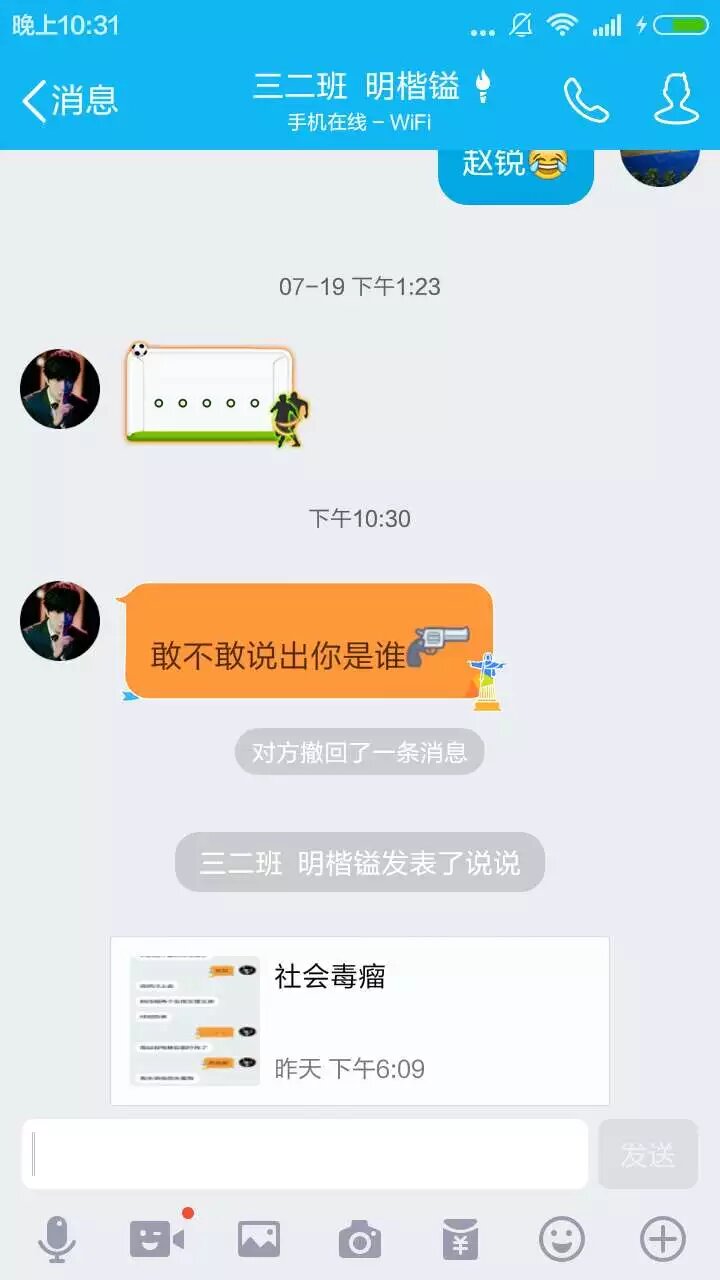 晚上10:31
消息
三二班 明楷镒
手机在线－WiFi
赵锐😂
07-19 下午1:23
下午10:30
敢不敢说出你是谁
对方撤回了一条消息
三二班 明楷镒发表了说说
社会毒瘤
昨天 下午6:09
发送